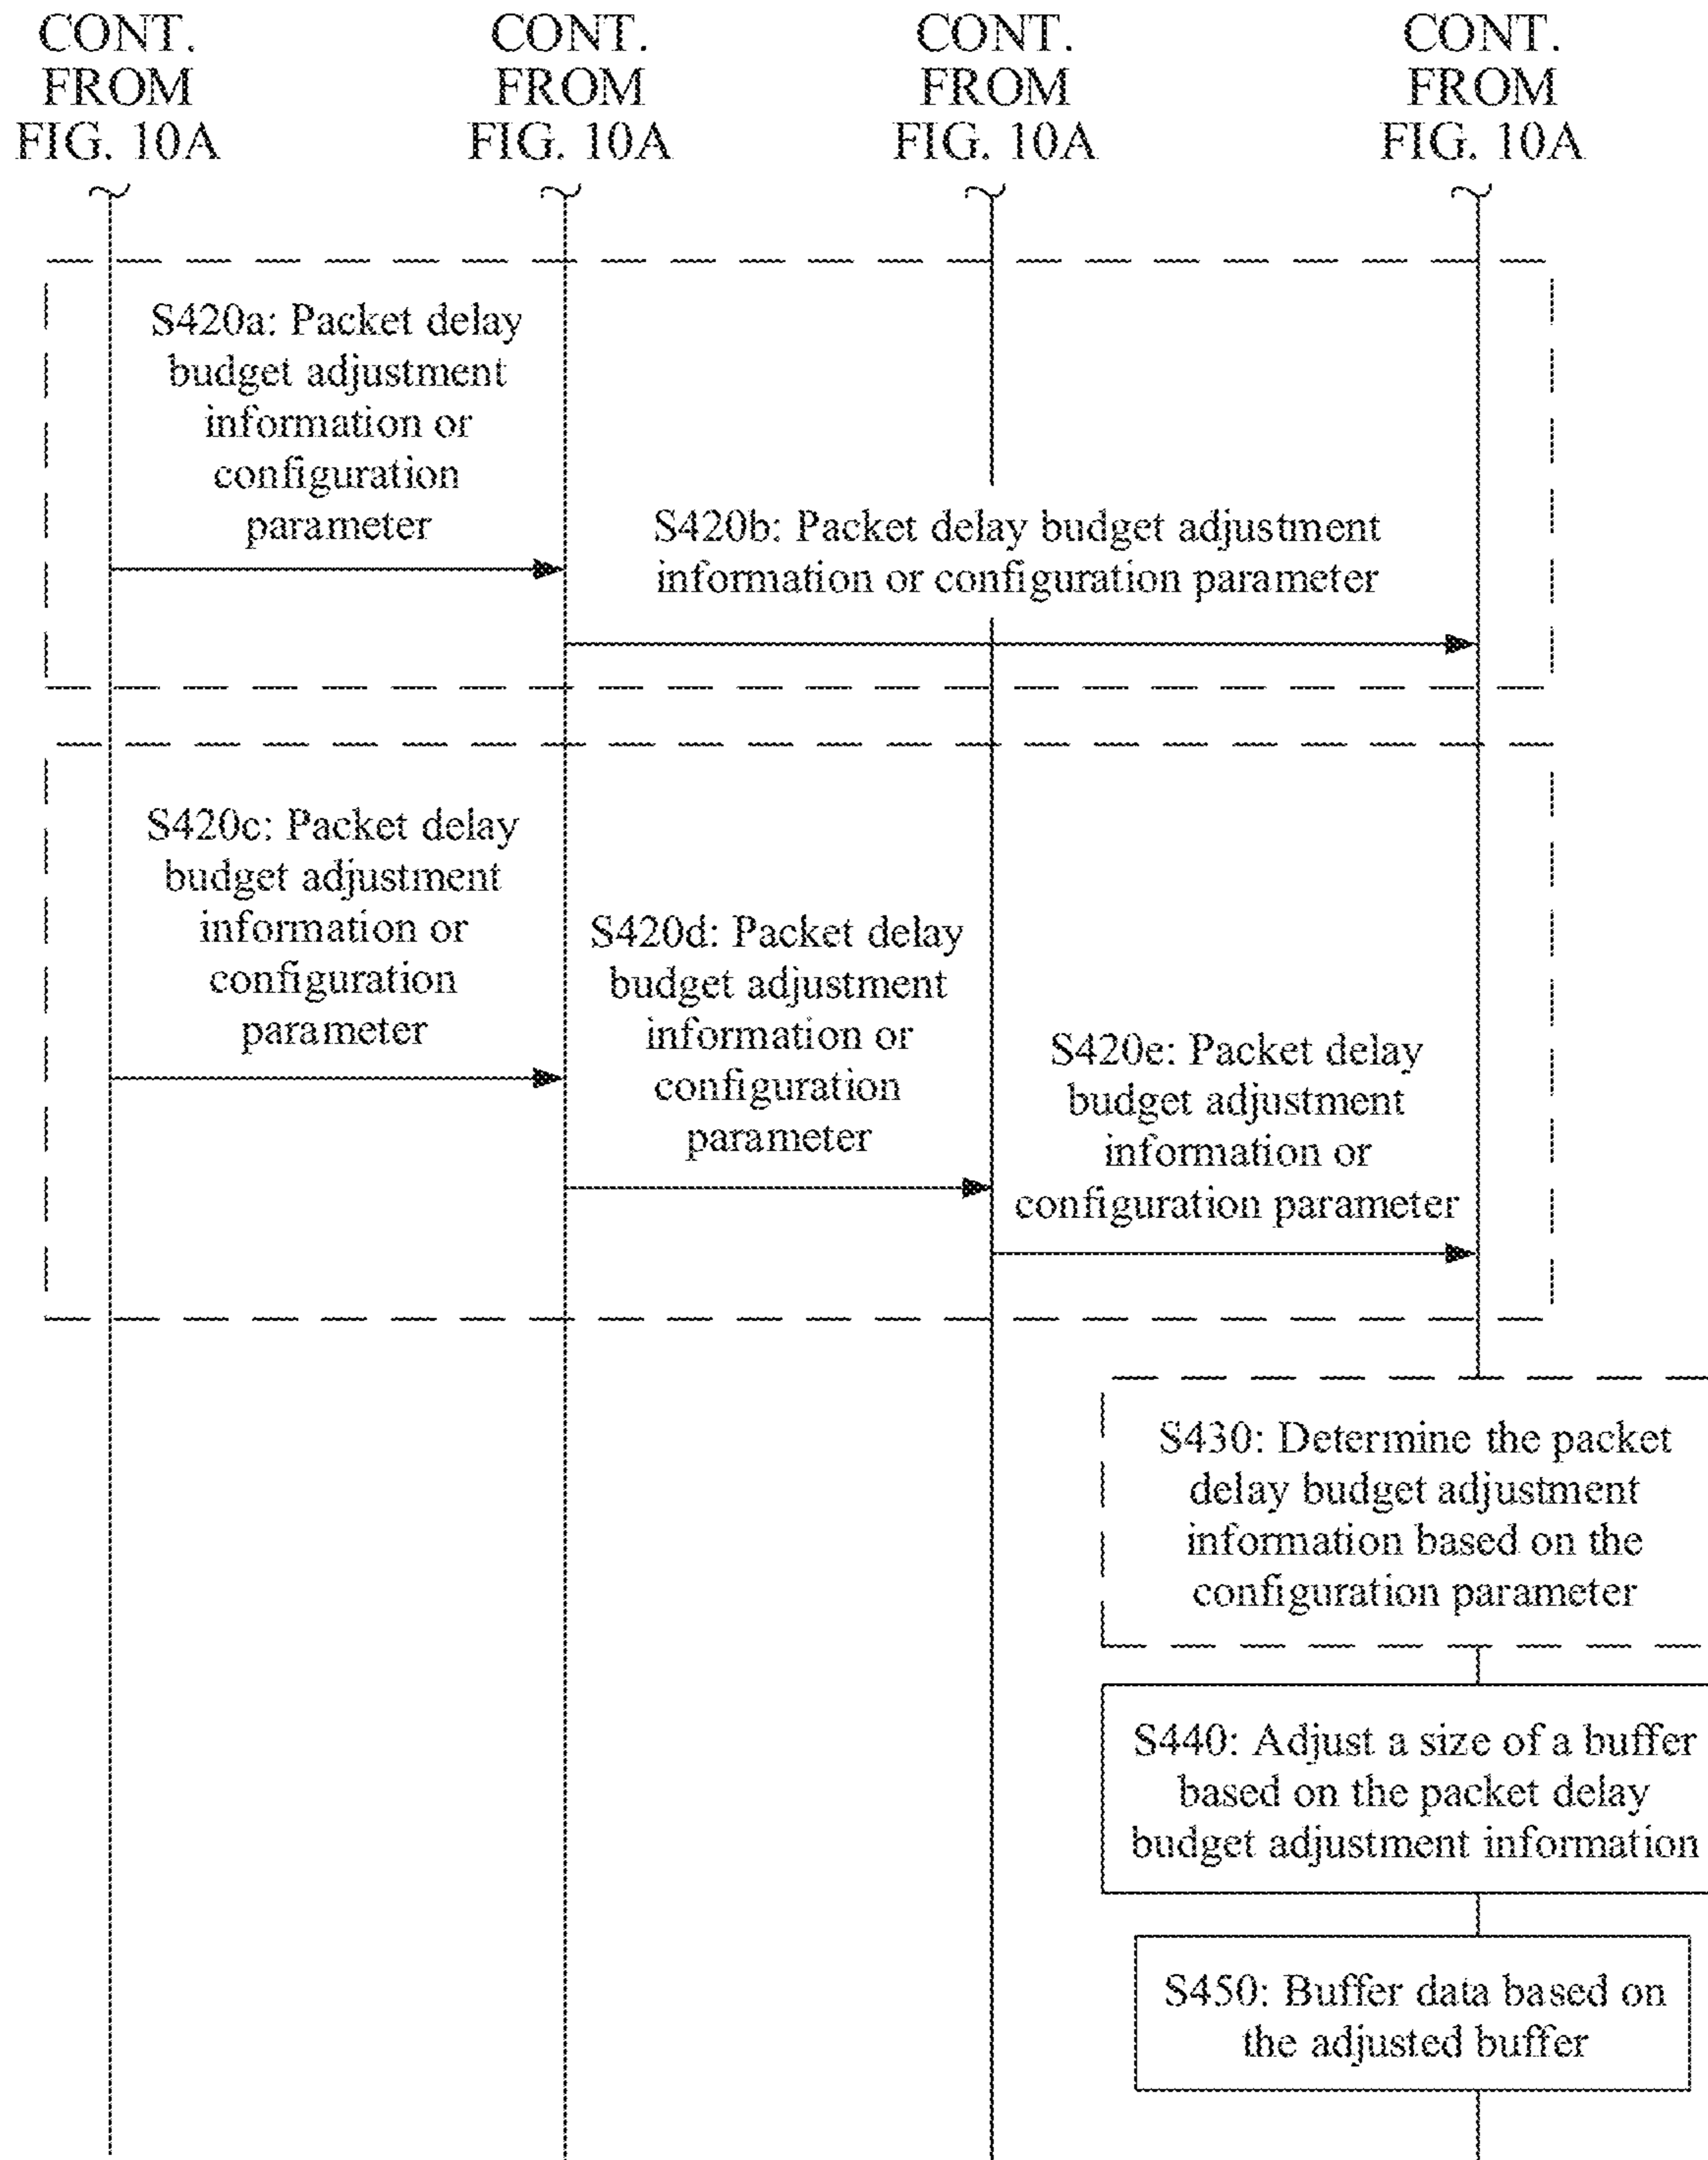 CONT.
FROM
FIG. 10A
CONT.
FROM
FIG. 10A
CONT.
FROM
FIG. 10A
CONT.
FROM
FIG. 10A
S420a: Packet delay
budget adjustment
information or
configuration
parameter
S420b: Packet delay budget adjustment
information or configuration parameter
S420c: Packet delay
budget adjustment
information or
configuration
parameter
S420d: Packet delay
budget adjustment
information or
configuration
parameter
S420e: Packet delay
budget adjustment
information or
configuration parameter
S430: Determine the packet
delay budget adjustment
information based on the
configuration parameter
S440: Adjust a size of a buffer
based on the packet delay
budget adjustment information
S450: Buffer data based on
the adjusted buffer